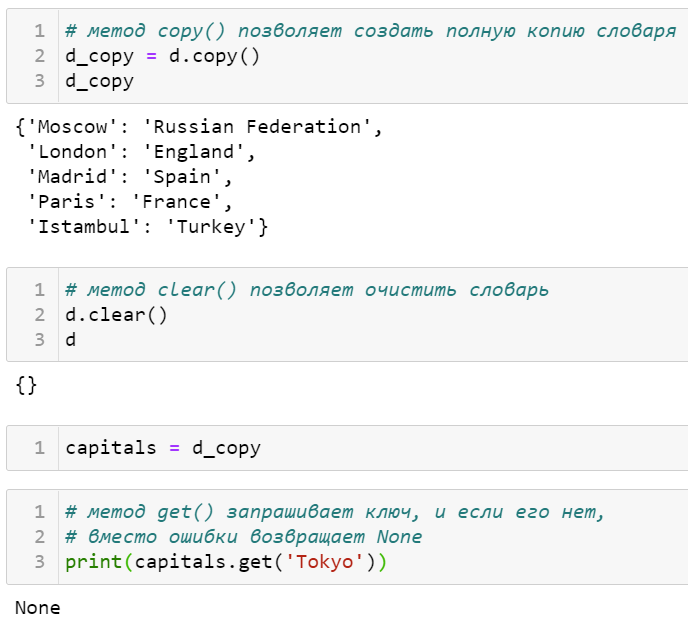 1 # метод copy() позволяет создать полную копию словаря
2 d_copy = d.copy()
3 d_copy
{'Moscow': 'Russian Federation',
 'London': 'England',
 'Madrid': 'Spain',
 'Paris': 'France',
 'Istambul': 'Turkey'}
1 # метод clear() позволяет очистить словарь
2 d.clear()
3 d
{}
1 capitals = d_copy
1 # метод get() запрашивает ключ, и если его нет,
2 # вместо ошибки возвращает None
3 print(capitals.get('Tokyo'))
None